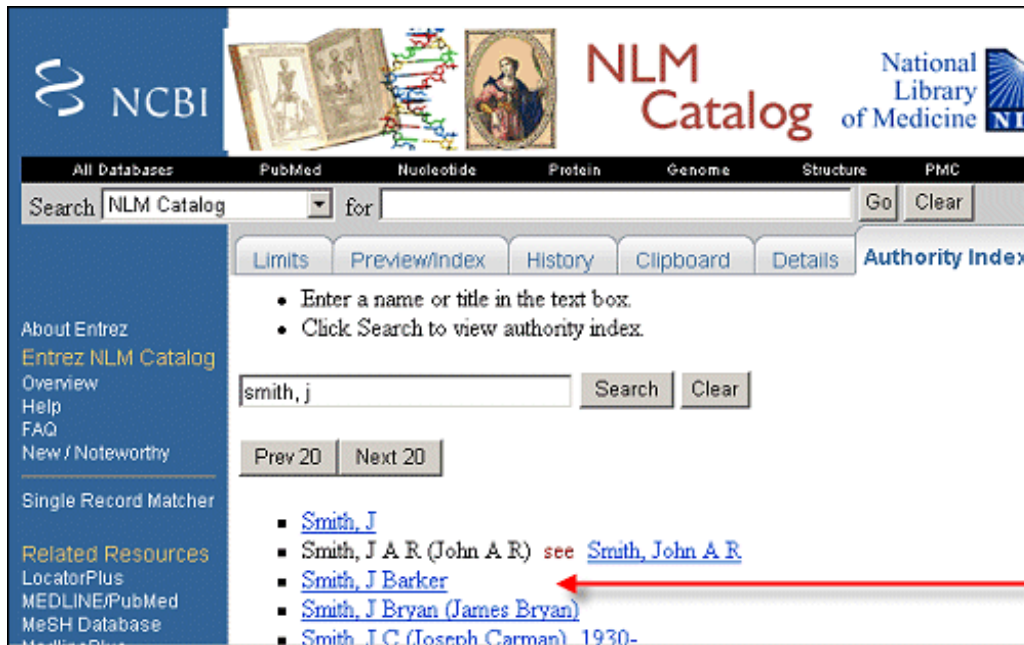 NCBI
NLM
Catalog
National
Library
of Medicine
All Databases PubMed Nucleotide Protein Genome Structure PMC
Search NLM Catalog for Go Clear
Limits Preview/Index History Clipboard Details Authority Index
• Enter a name or title in the text box.
• Click Search to view authority index.
smith, j Search Clear
Prev 20 Next 20
▪ Smith, J
▪ Smith, J A R (John A R) see Smith, John A R
▪ Smith, J Barker
▪ Smith, J Bryan (James Bryan)
▪ Smith, J C (Joseph Carman), 1930-
About Entrez
Entrez NLM Catalog
Overview
Help
FAQ
New / Noteworthy
Single Record Matcher
Related Resources
LocatorPlus
MEDLINE/PubMed
MeSH Database